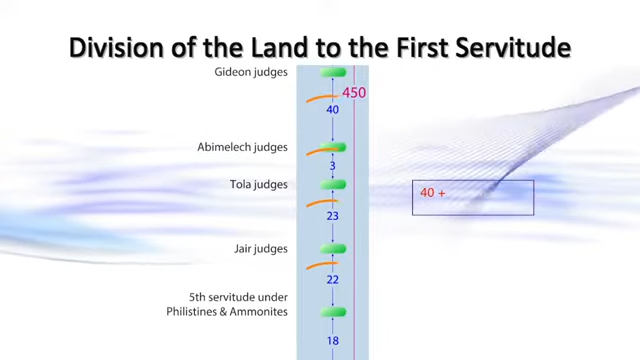 Division of the Land to the First Servitude
Gideon judges
450
40
Abimelech judges
3
Tola judges
40 +
23
Jair judges
22
5th servitude under
Philistines & Ammonites
18